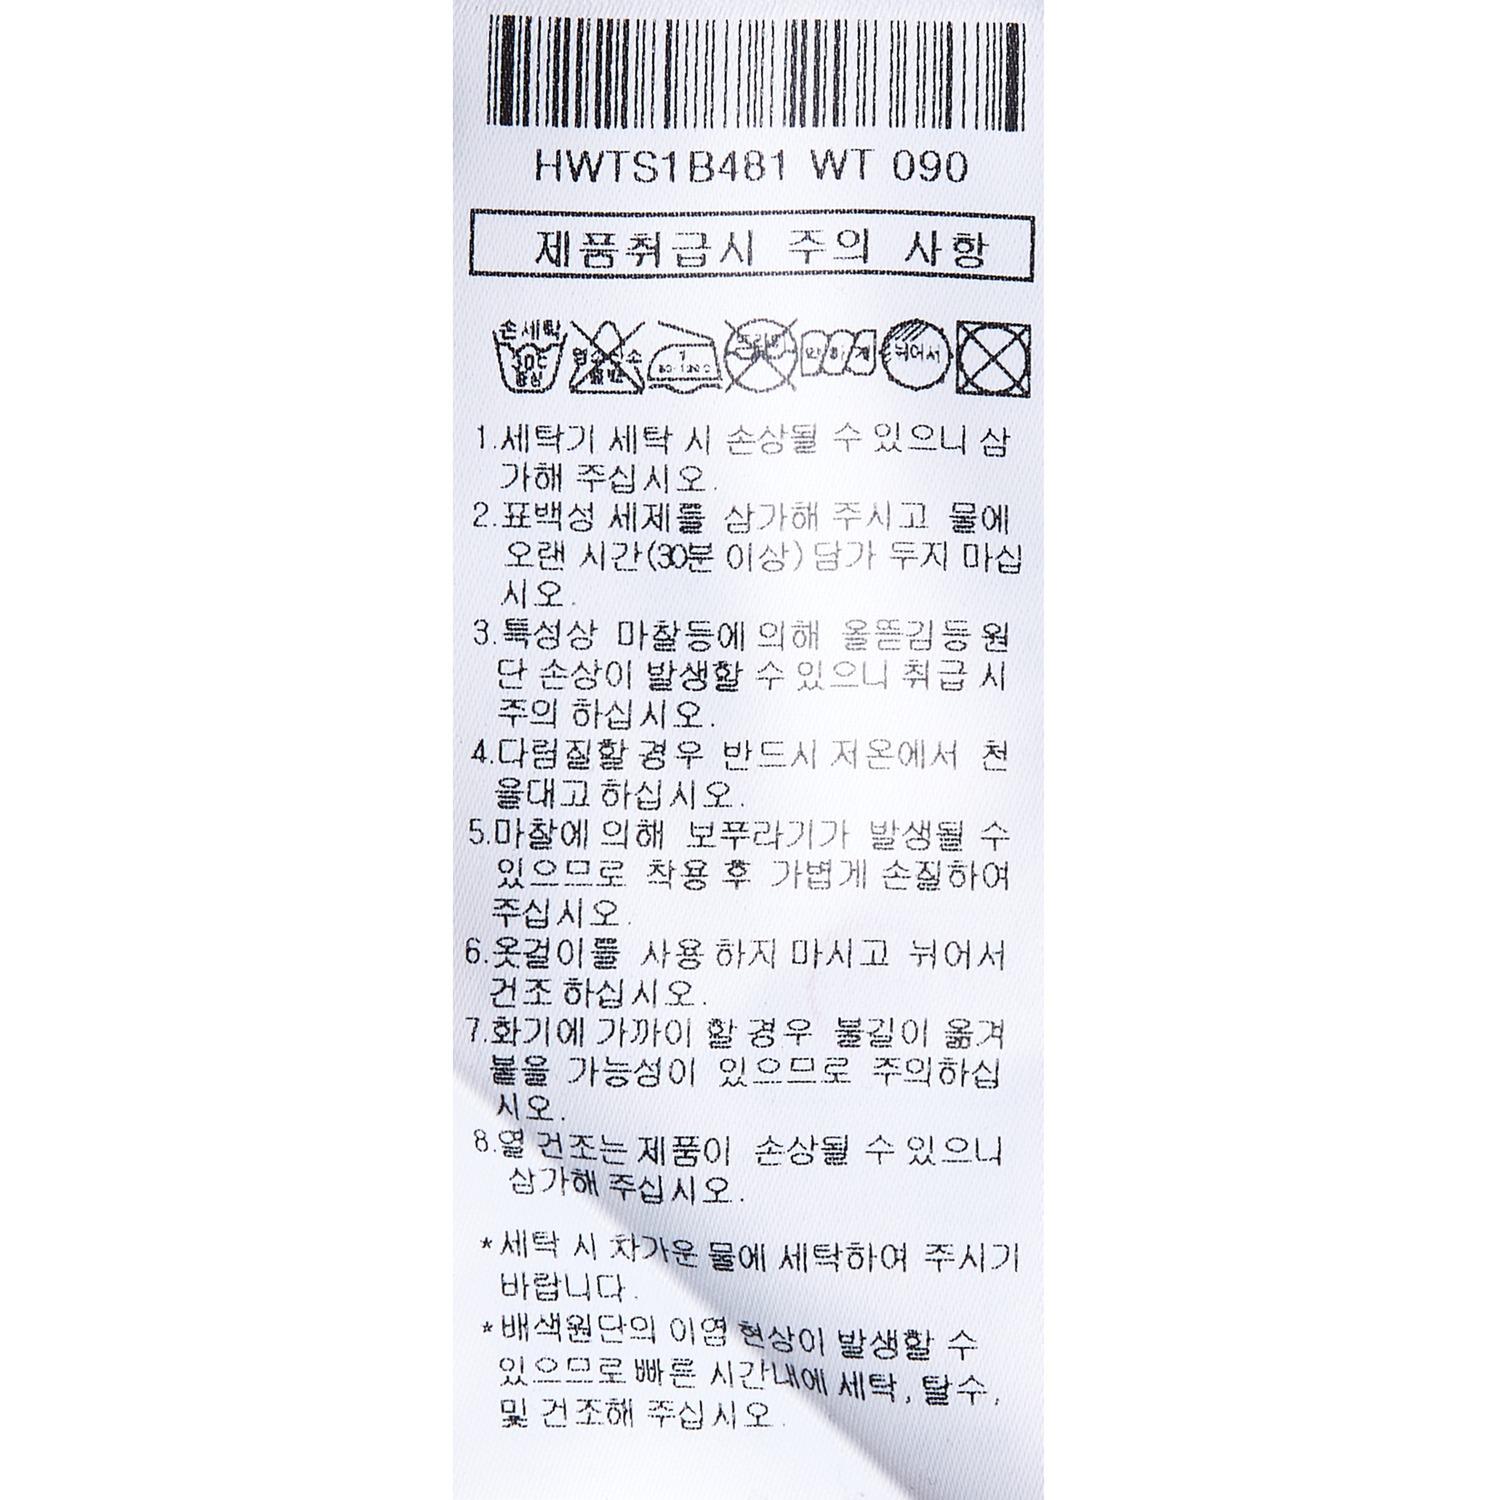 HWTS1B481 WT 090
제품취급시 주의 사항
손세탁
30℃
중성
뉘어서
1.세탁기 세탁 시 손상될 수 있으니 삼
가해 주십시오.
2.표백성 세제를 삼가해 주시고 물에
오랜 시간(30분 이상) 담가 두지 마십
시오.
3.특성상 마찰등에 의해 올뜯김등 원
단 손상이 발생할 수 있으니 취급 시
주의 하십시오.
4.다림질할 경우 반드시 저온에서 천
을대고 하십시오.
5.마찰에 의해 보푸라기가 발생될 수
있으므로 착용 후 가볍게 손질하여
주십시오.
6.옷걸이를 사용 하지 마시고 뉘어서
건조 하십시오.
7.화기에 가까이 할 경우 불길이 옮겨
붙을 가능성이 있으므로 주의하십
시오.
8.열 건조는 제품이 손상될 수 있으니
삼가해 주십시오.
*세탁 시 차가운 물에 세탁하여 주시기
바랍니다.
*배색원단의 이염 현상이 발생할 수
있으므로 빠른 시간내에 세탁, 탈수,
및 건조해 주십시오.